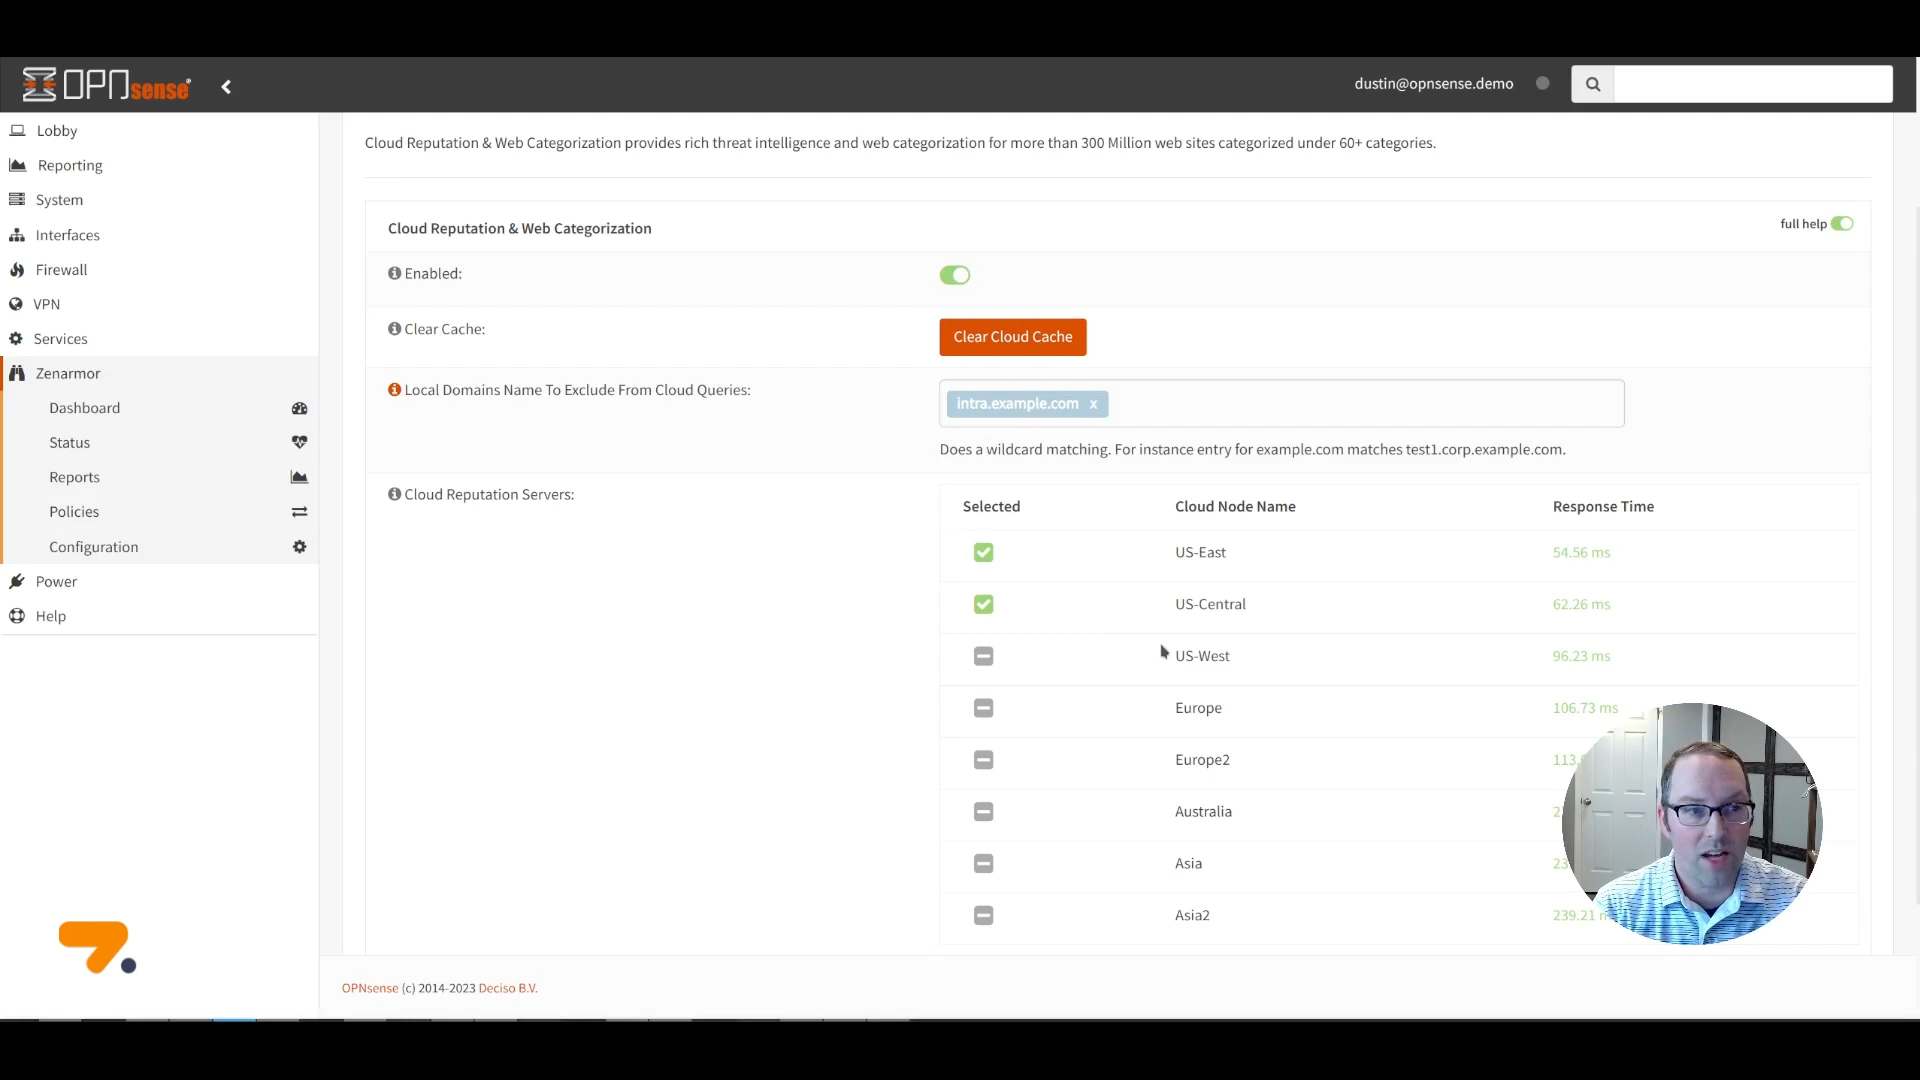 OPNsense
dustin@opnsense.demo
Lobby
Reporting
System
Interfaces
Firewall
VPN
Services
Zenarmor
Dashboard
Status
Reports
Policies
Configuration
Power
Help
Cloud Reputation & Web Categorization provides rich threat intelligence and web categorization for more than 300 Million web sites categorized under 60+ categories.
Cloud Reputation & Web Categorization
full help
Enabled:
Clear Cache:
Clear Cloud Cache
Local Domains Name To Exclude From Cloud Queries:
intra.example.com x
Does a wildcard matching. For instance entry for example.com matches test1.corp.example.com.
Cloud Reputation Servers:
Selected Cloud Node Name Response Time
US-East 54.56 ms
US-Central 62.26 ms
US-West 96.23 ms
Europe 106.73 ms
Europe2
Australia
Asia
Asia2 239.21
OPNsense (c) 2014-2023 Deciso B.V.